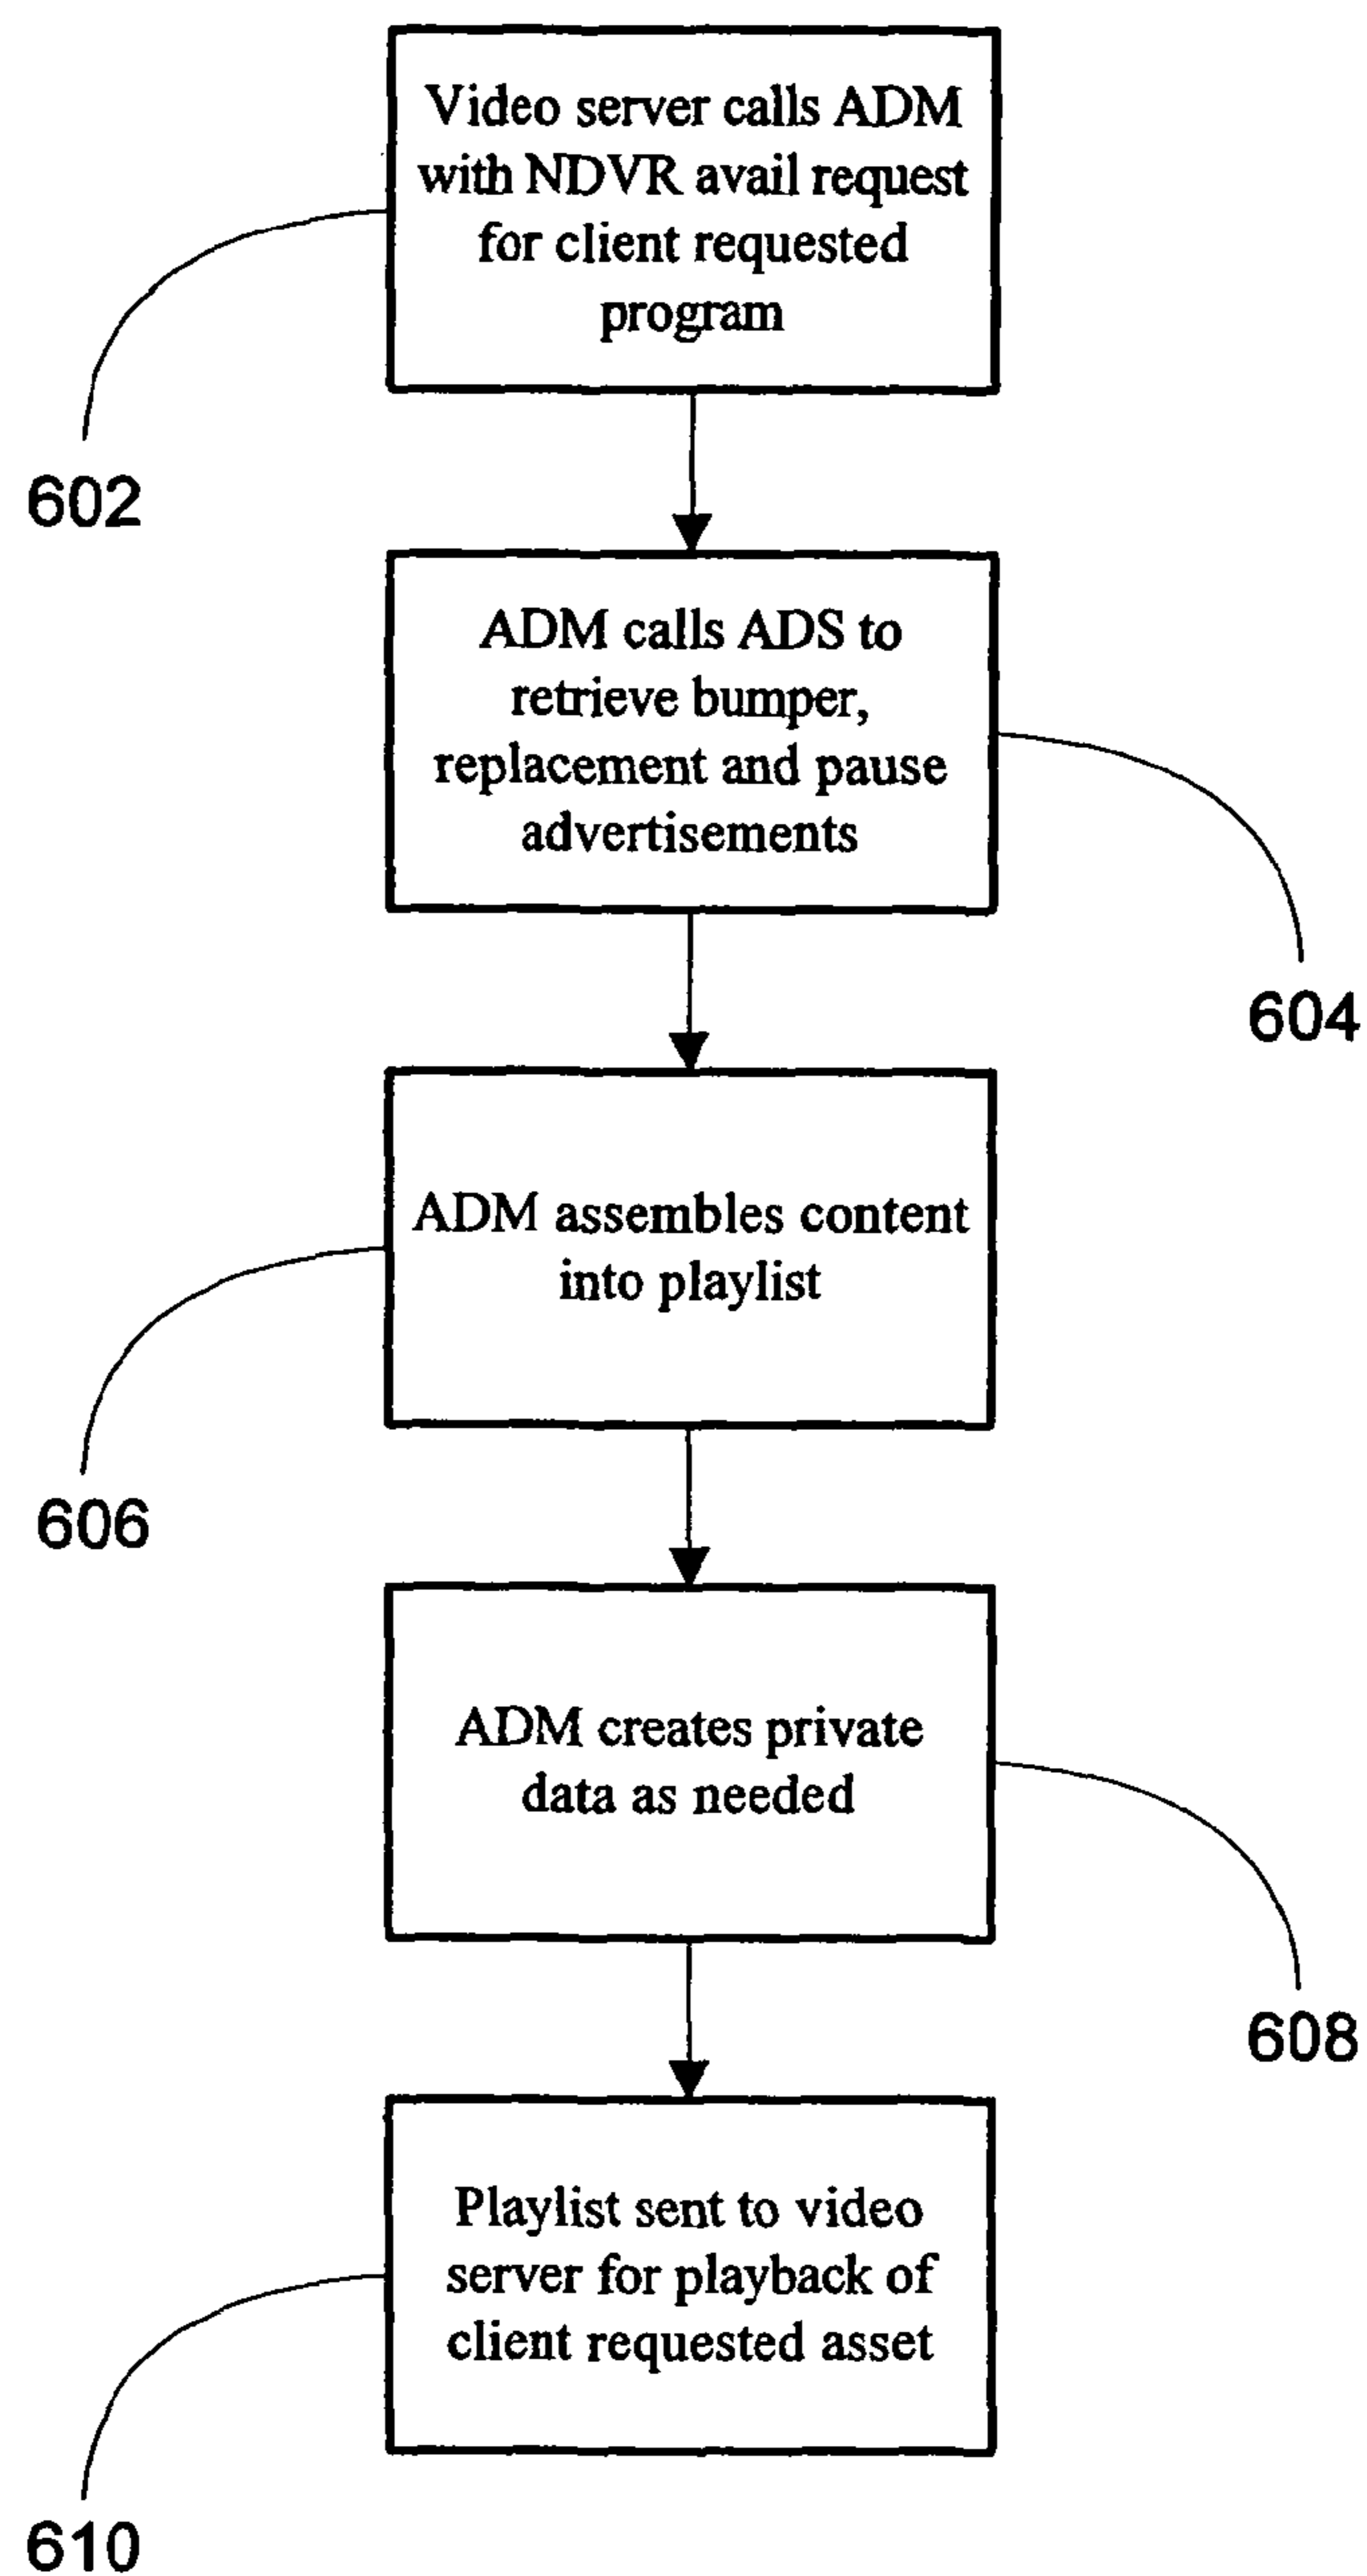 Video server calls ADM
with NDVR avail request
for client requested
program
602
ADM calls ADS to
retrieve bumper,
replacement and pause
advertisements
604
ADM assembles content
into playlist
606
ADM creates private
data as needed
608
Playlist sent to video
server for playback of
client requested asset
610